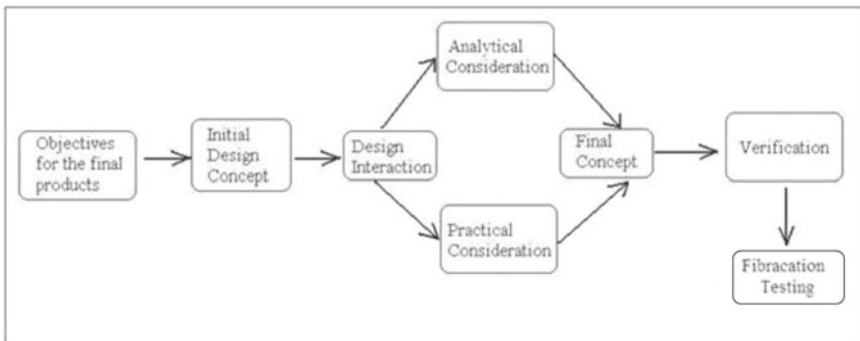 Objectives
for the final
products
Initial
Design
Concept
Design
Interaction
Analytical
Consideration
Practical
Consideration
Final
Concept
Verification
Fibracation
Testing